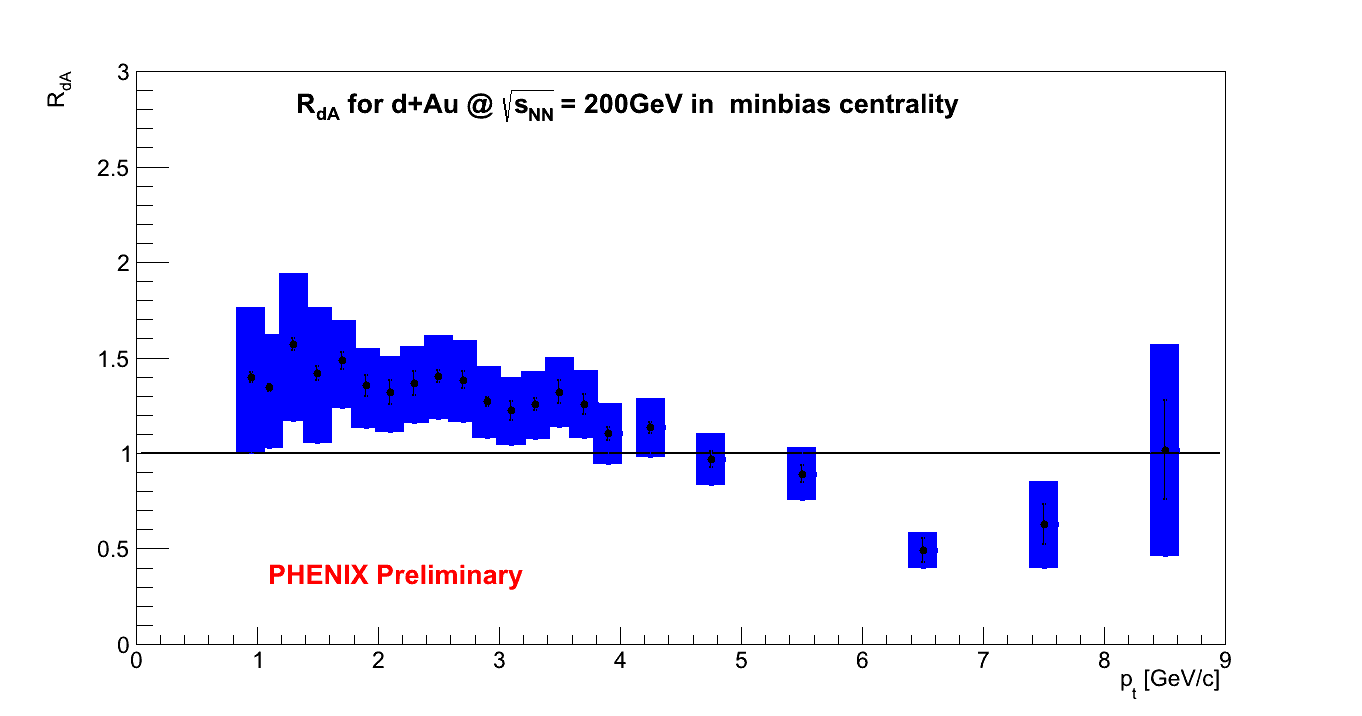 R_dA
3
R_dA for d+Au @ √s_NN = 200GeV in  minbias centrality
2.5
2
1.5
1
0.5
PHENIX Preliminary
0
0 1 2 3 4 5 6 7 8 9
p_t [GeV/c]